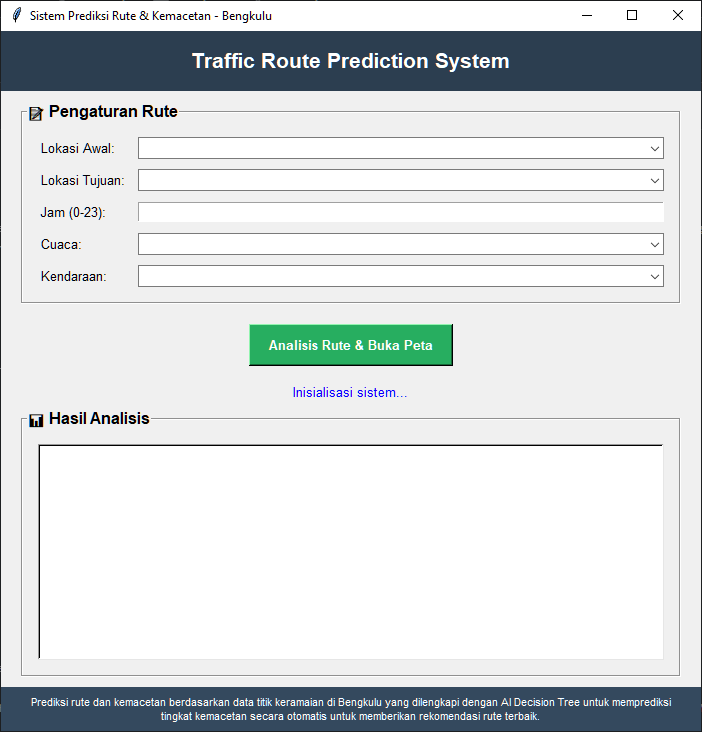 Sistem Prediksi Rute & Kemacetan - Bengkulu
Traffic Route Prediction System
Pengaturan Rute
Lokasi Awal:
Lokasi Tujuan:
Jam (0-23):
Cuaca:
Kendaraan:
Analisis Rute & Buka Peta
Inisialisasi sistem...
Hasil Analisis
Prediksi rute dan kemacetan berdasarkan data titik keramaian di Bengkulu yang dilengkapi dengan AI Decision Tree untuk memprediksi
tingkat kemacetan secara otomatis untuk memberikan rekomendasi rute terbaik.